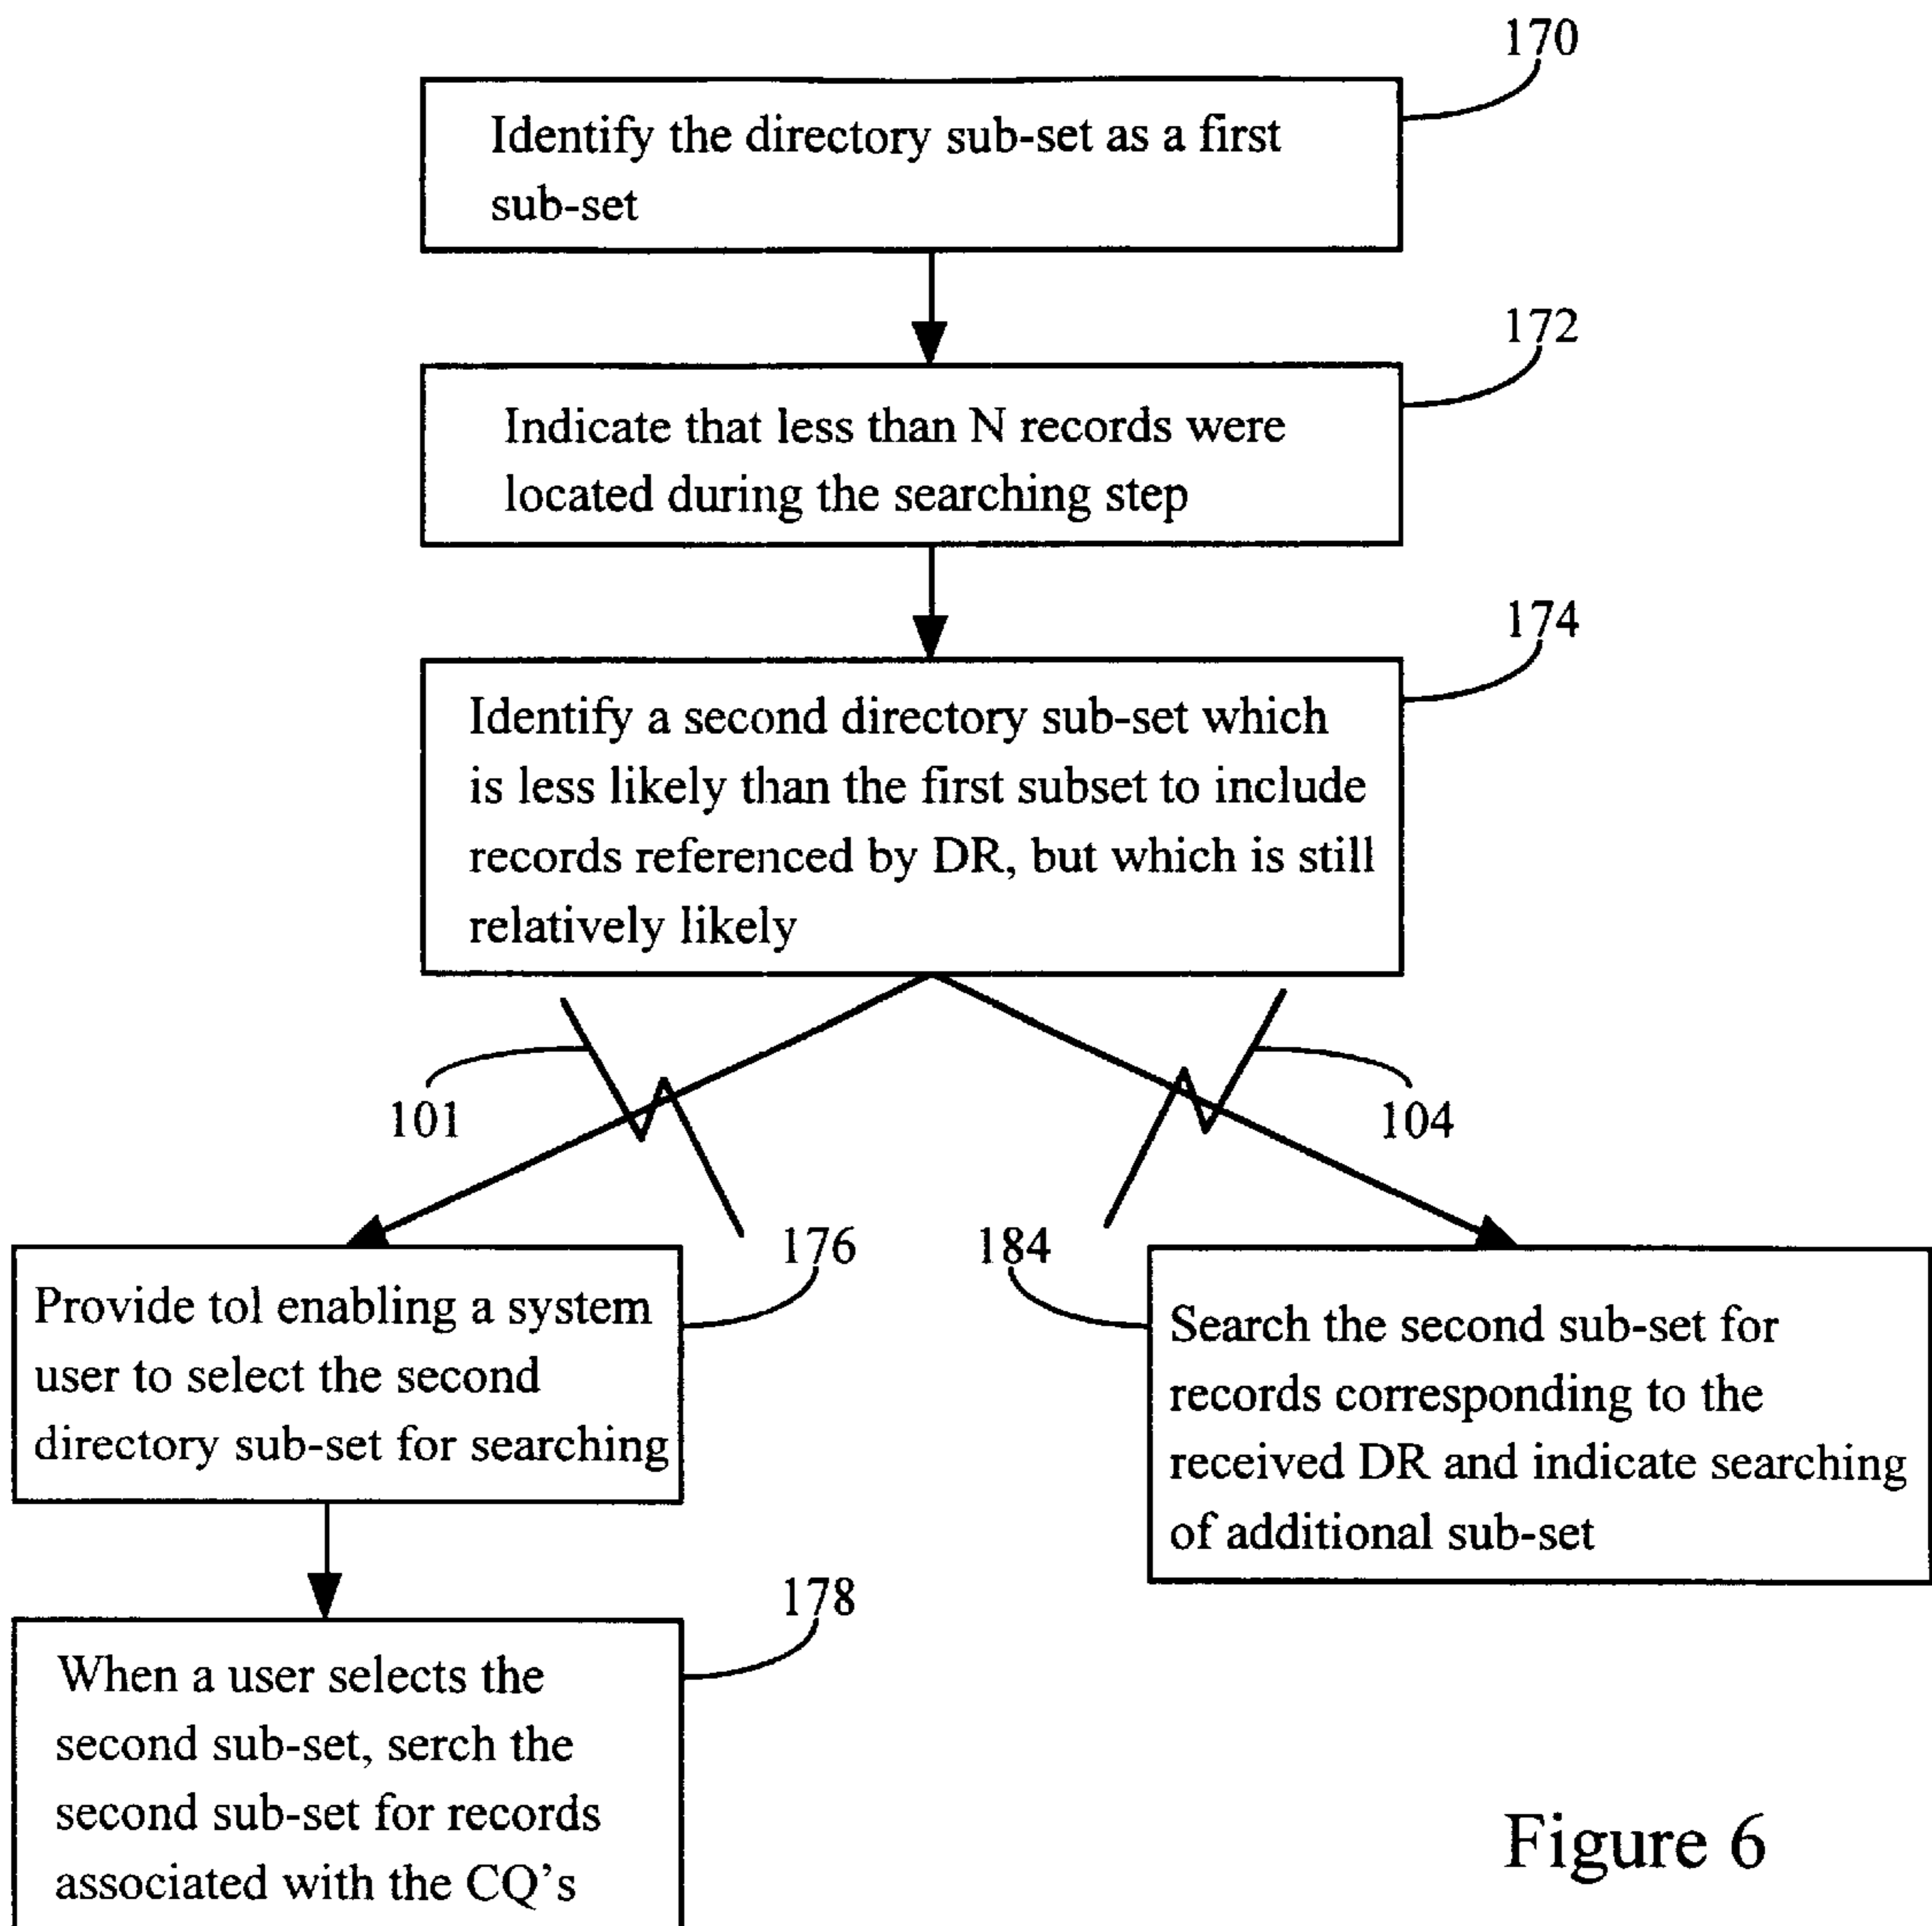 170
Identify the directory sub-set as a first
sub-set
172
Indicate that less than N records were
located during the searching step
174
Identify a second directory sub-set which
is less likely than the first subset to include
records referenced by DR, but which is still
relatively likely
101
104
176
Provide tol enabling a system
user to select the second
directory sub-set for searching
184
Search the second sub-set for
records corresponding to the
received DR and indicate searching
of additional sub-set
178
When a user selects the
second sub-set, serch the
second sub-set for records
associated with the CQ's
Figure 6